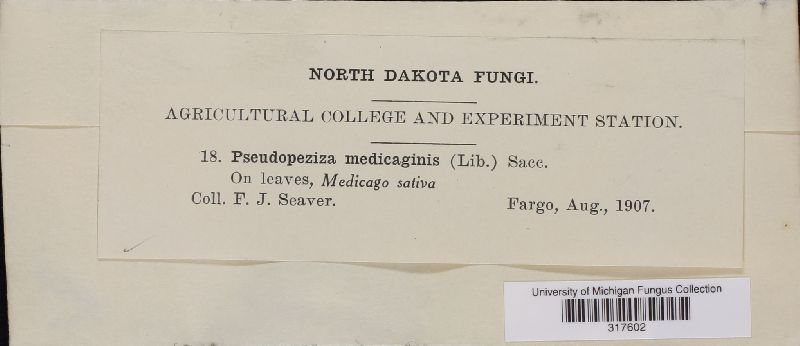 NORTH DAKOTA FUNGI.
AGRICULTURAL COLLEGE AND EXPERIMENT STATION.
18. Pseudopeziza medicaginis (Lib.) Sacc.
On leaves, Medicago sativa
Coll. F. J. Seaver. Fargo, Aug., 1907.
University of Michigan Fungus Collection
317602